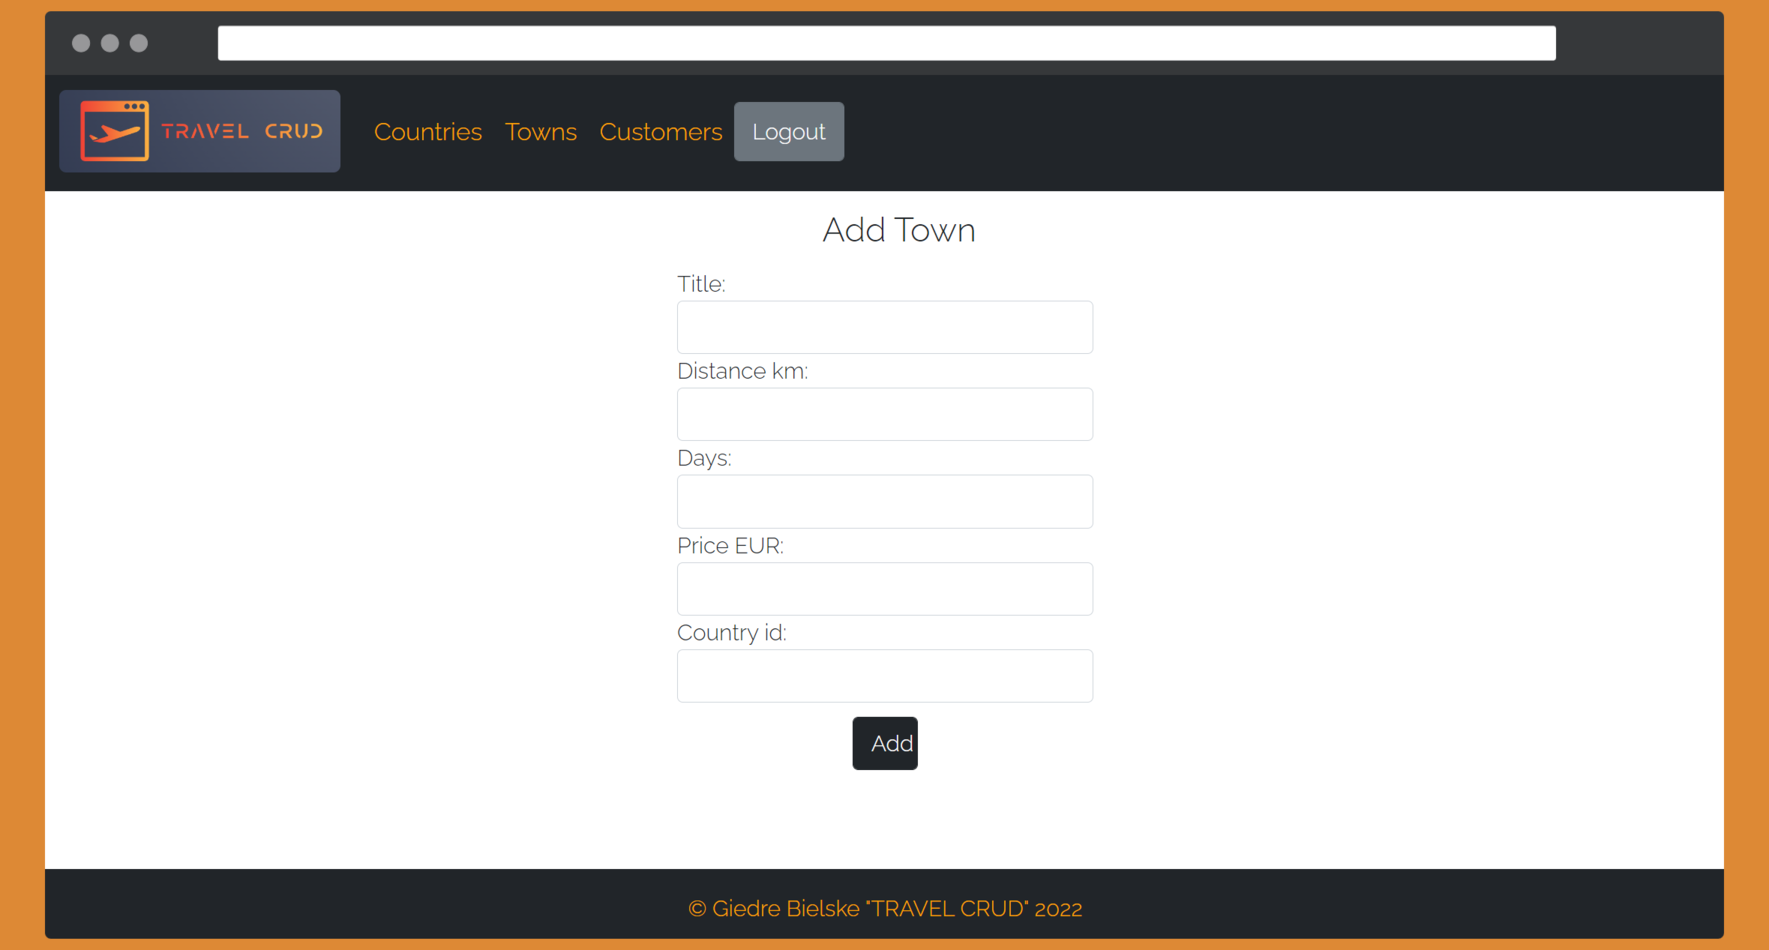 TRAVEL CRUD
Countries Towns Customers Logout
Add Town
Title:
Distance km:
Days:
Price EUR:
Country id:
Add
© Giedre Bielske "TRAVEL CRUD" 2022